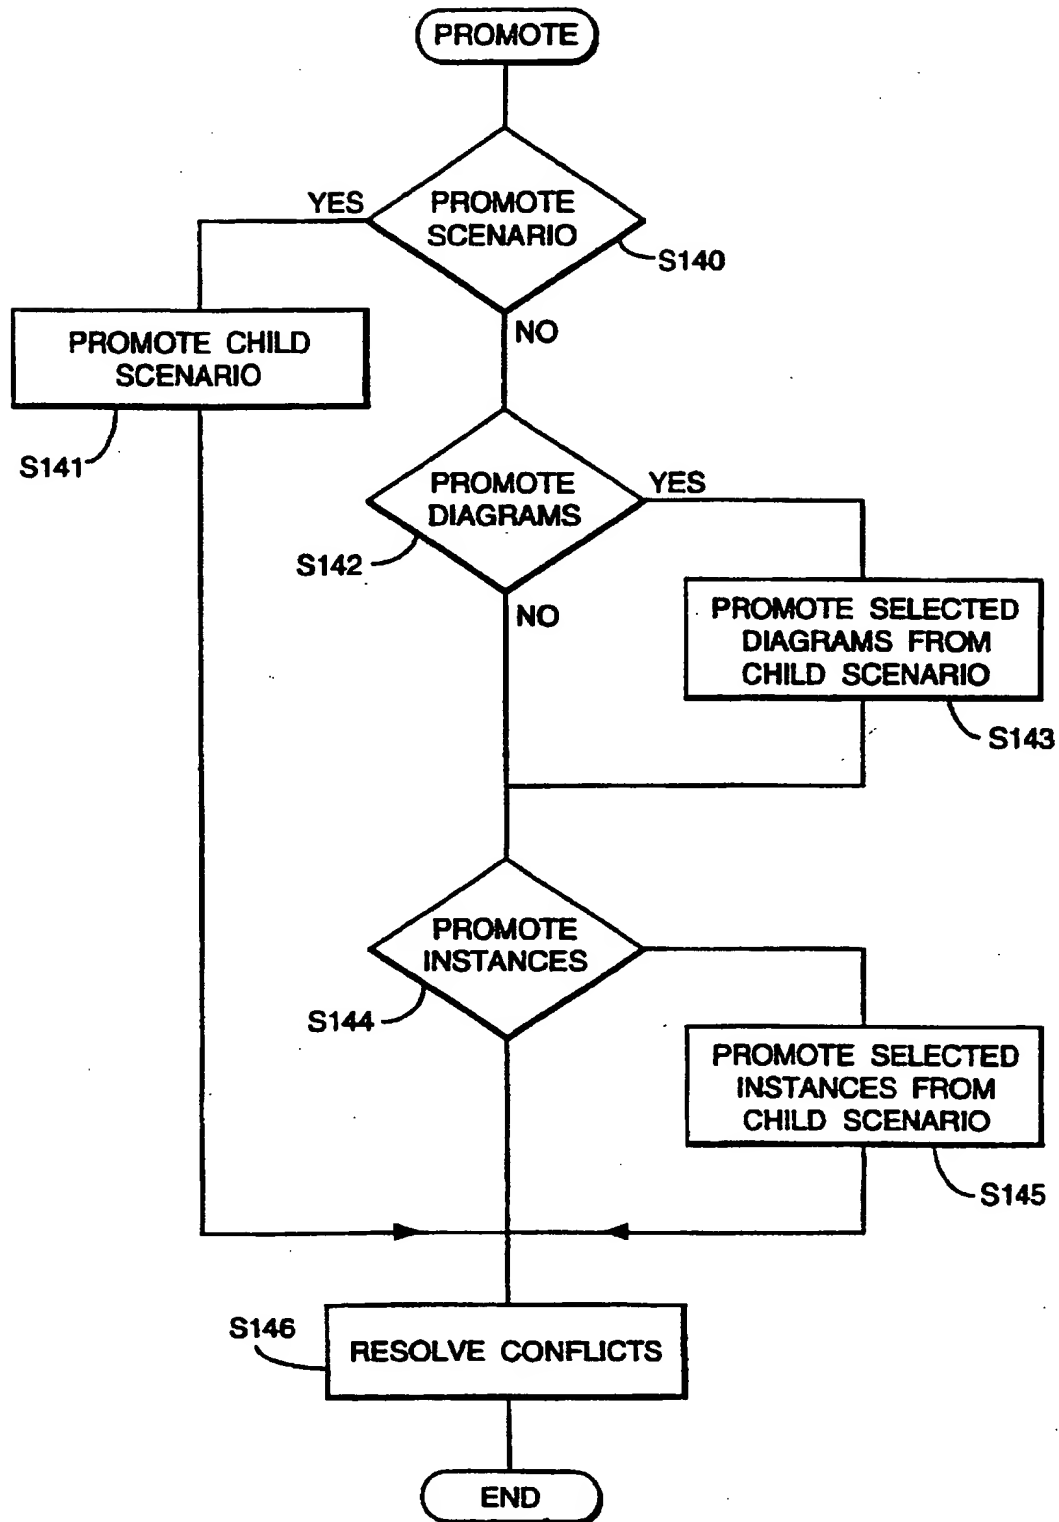 PROMOTE
PROMOTE
SCENARIO
YES
S140
NO
PROMOTE CHILD
SCENARIO
S141
PROMOTE
DIAGRAMS
YES
S142
NO
PROMOTE SELECTED
DIAGRAMS FROM
CHILD SCENARIO
S143
PROMOTE
INSTANCES
S144
PROMOTE SELECTED
INSTANCES FROM
CHILD SCENARIO
S145
S146
RESOLVE CONFLICTS
END